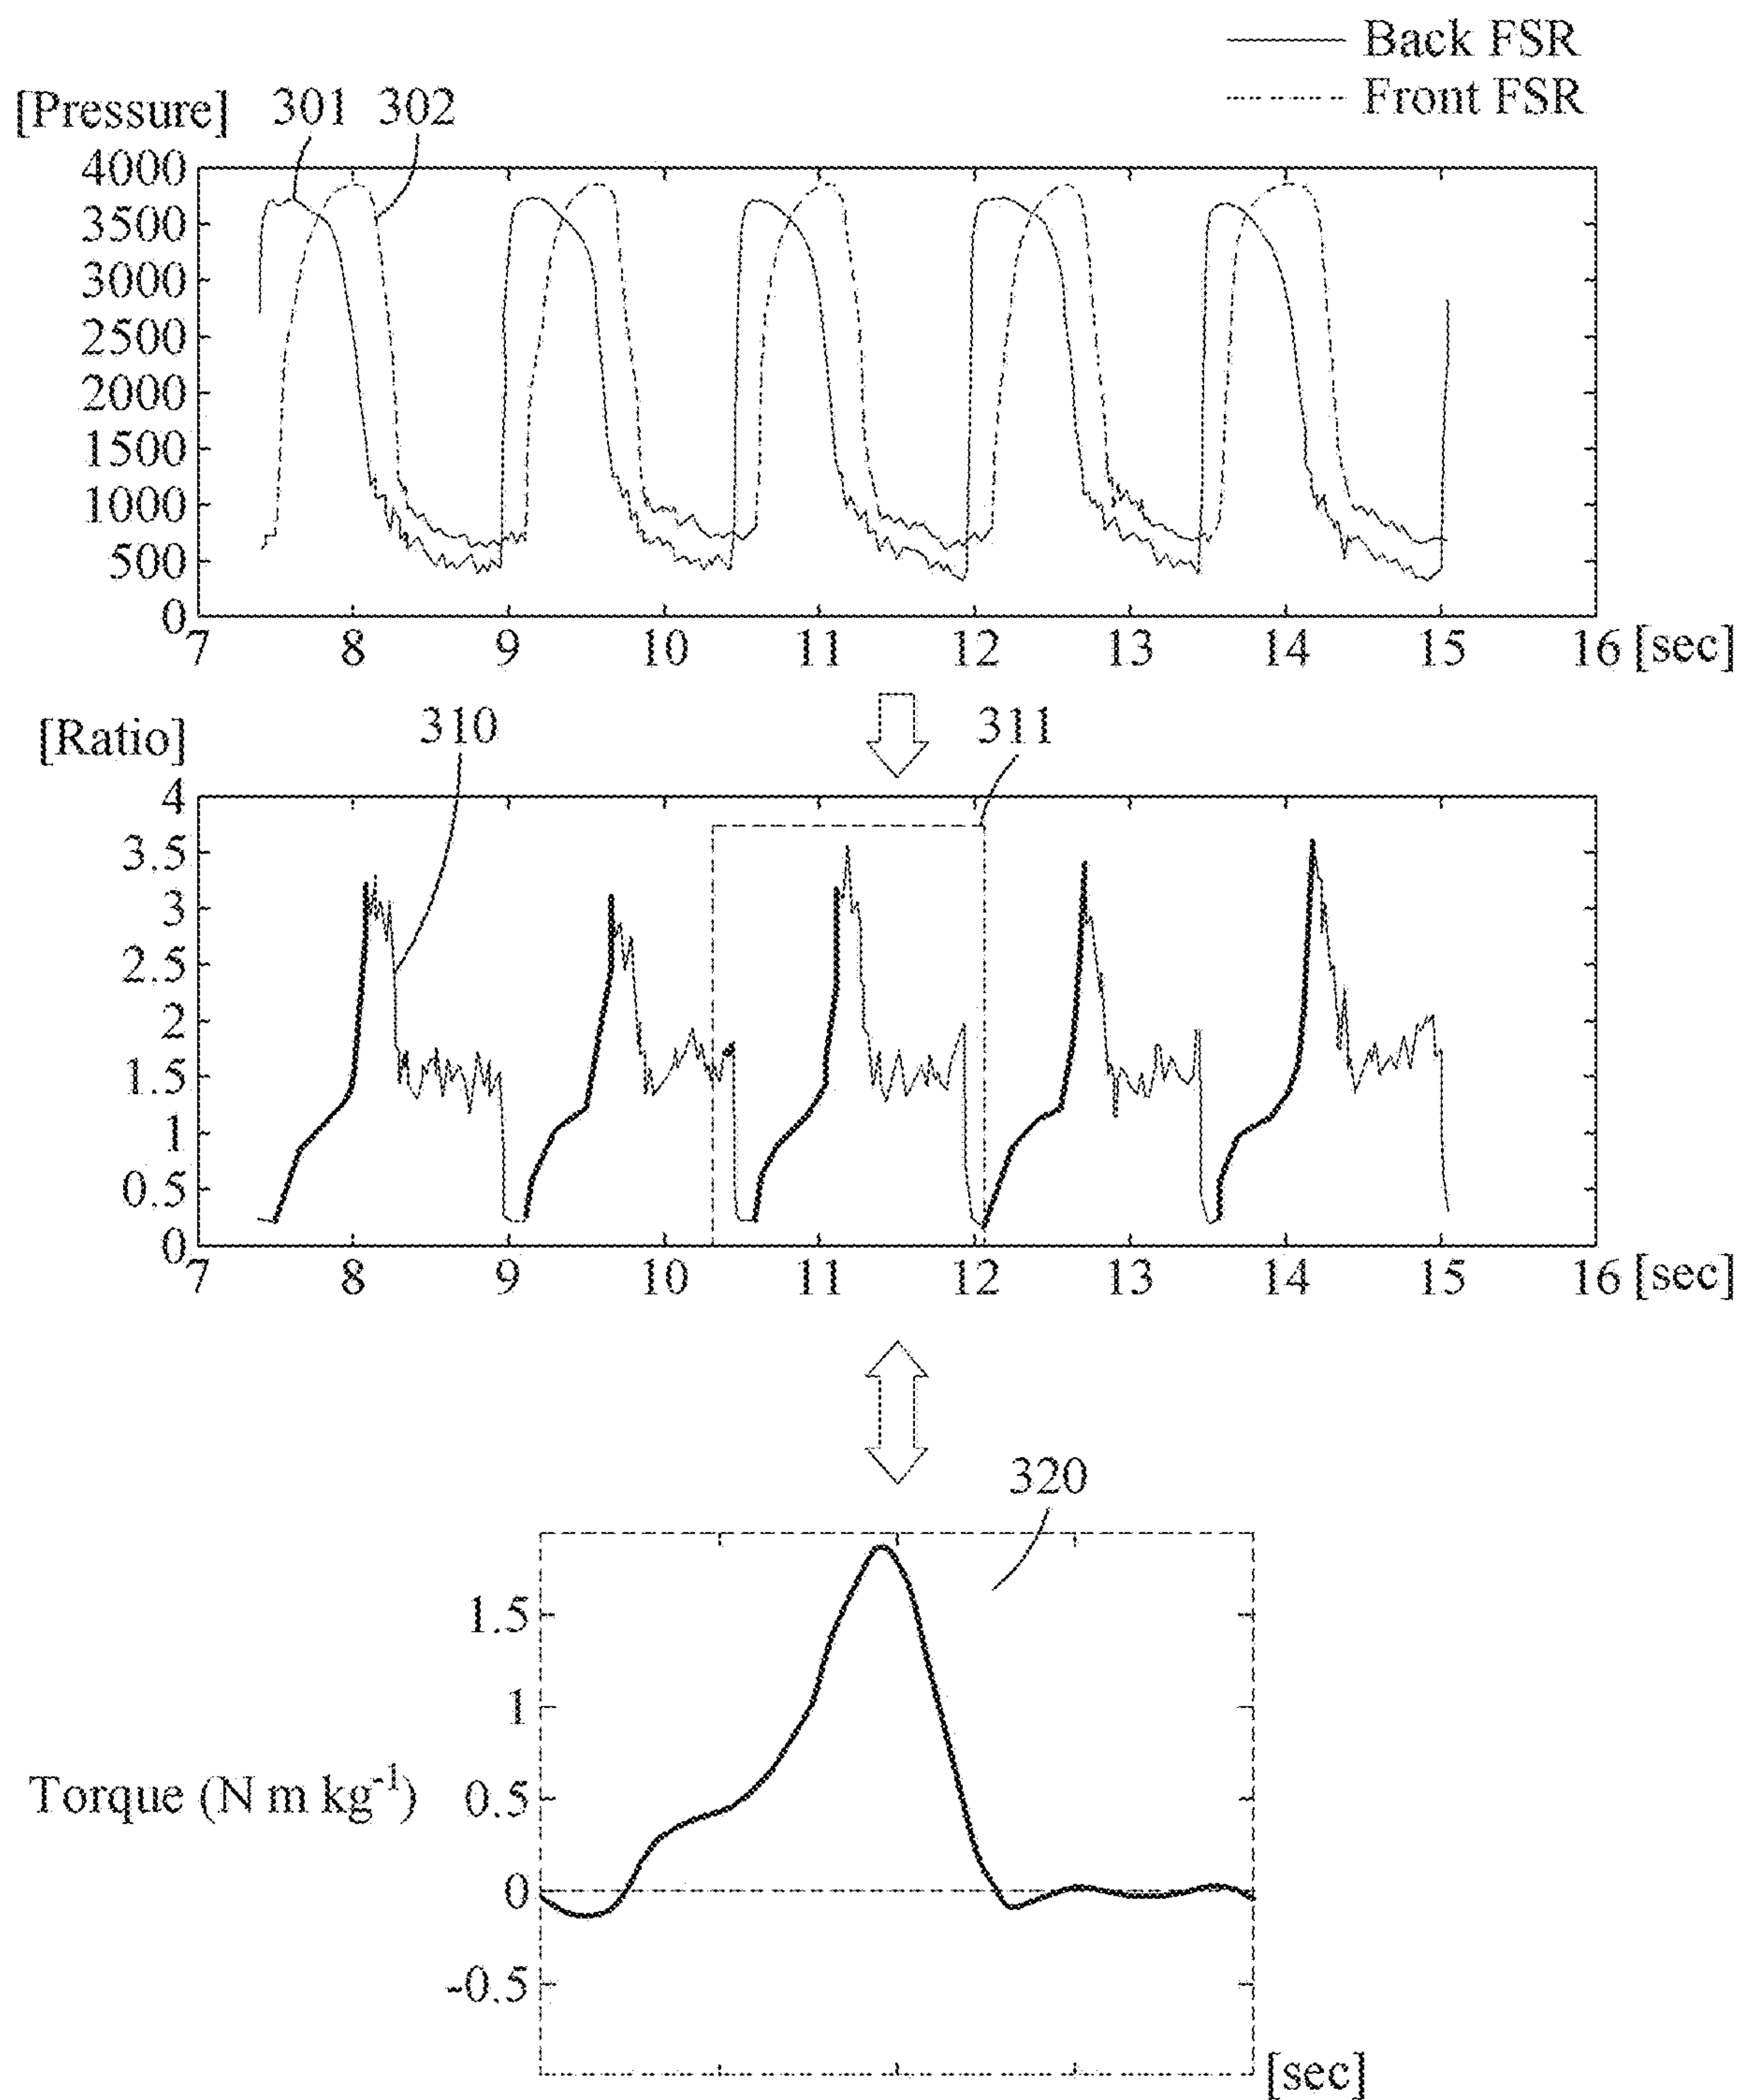 Back FSR
Front FSR
[Pressure] 301 302
4000
3500
3000
2500
2000
1500
1000
500
0
7 8 9 10 11 12 13 14 15 16 [sec]
[Ratio] 310 311
4
3.5
3
2.5
2
1.5
1
0.5
0
7 8 9 10 11 12 13 14 15 16 [sec]
320
1.5
1
Torque (N m kg⁻¹) 0.5
0
-0.5
[sec]